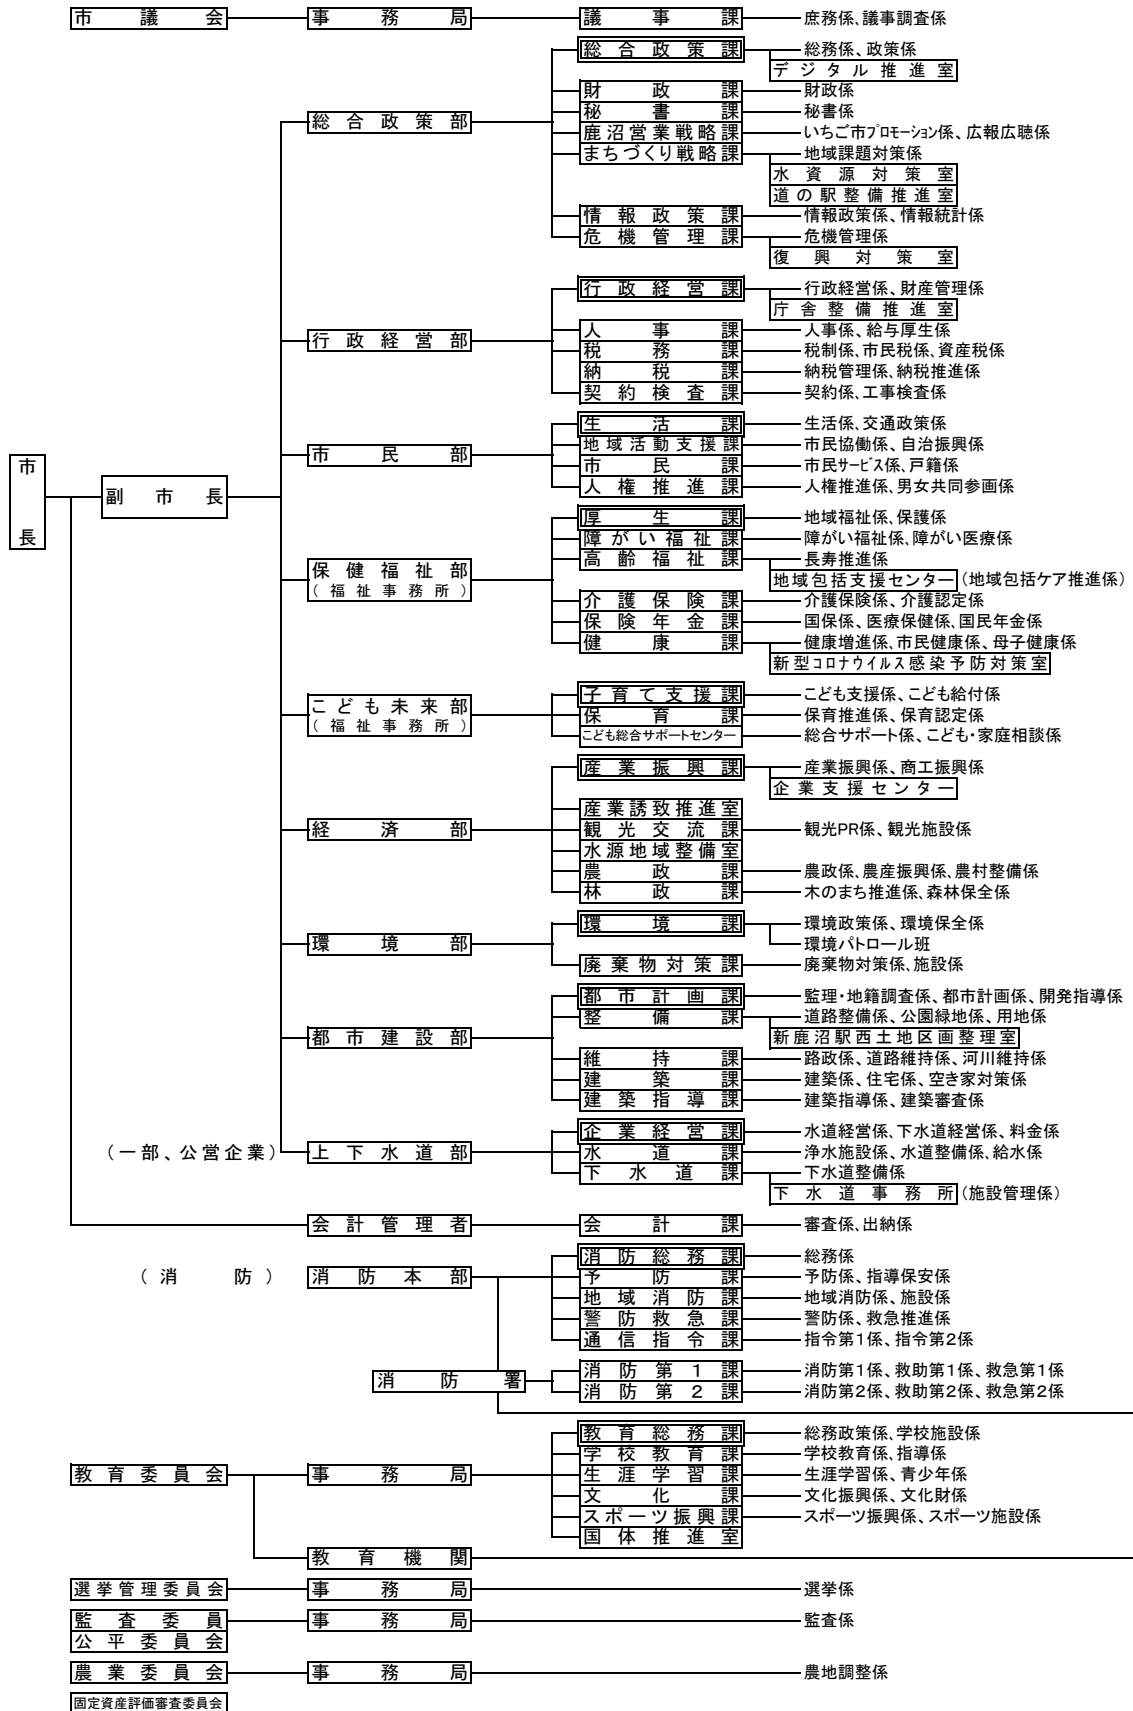 市議会 事務局 議事課 庶務係、議事調査係
総合政策課 総務係、政策係
デジタル推進室
財政課 財政係
秘書課 秘書係
総合政策部
鹿沼営業戦略課 いちご市プロモーション係、広報広聴係
まちづくり戦略課 地域課題対策係
水資源対策室
道の駅整備推進室
情報政策課 情報政策係、情報統計係
危機管理課 危機管理係
復興対策室
行政経営課 行政経営係、財産管理係
庁舎整備推進室
人事課 人事係、給与厚生係
行政経営部
税務課 税制係、市民税係、資産税係
納税課 納税管理係、納税推進係
契約検査課 契約係、工事検査係
生活課 生活係、交通政策係
地域活動支援課 市民協働係、自治振興係
市民部
市民課 市民サービス係、戸籍係
人権推進課 人権推進係、男女共同参画係
市長 副市長
厚生課 地域福祉係、保護係
障がい福祉課 障がい福祉係、障がい医療係
高齢福祉課 長寿推進係
保健福祉部
(福祉事務所)
地域包括支援センター (地域包括ケア推進係)
介護保険課 介護保険係、介護認定係
保険年金課 国保係、医療保健係、国民年金係
健康課 健康増進係、市民健康係、母子健康係
新型コロナウイルス感染予防対策室
子育て支援課 こども支援係、こども給付係
こども未来部
(福祉事務所)
保育課 保育推進係、保育認定係
こども総合サポートセンター 総合サポート係、こども・家庭相談係
産業振興課 産業振興係、商工振興係
企業支援センター
産業誘致推進室
経済部
観光交流課 観光PR係、観光施設係
水源地域整備室
農政課 農政係、農産振興係、農村整備係
林政課 木のまち推進係、森林保全係
環境課 環境政策係、環境保全係
環境部
環境パトロール班
廃棄物対策課 廃棄物対策係、施設係
都市計画課 監理・地籍調査係、都市計画係、開発指導係
整備課 道路整備係、公園緑地係、用地係
都市建設部
新鹿沼駅西土地区画整理室
維持課 路政係、道路維持係、河川維持係
建築課 建築係、住宅係、空き家対策係
建築指導課 建築指導係、建築審査係
企業経営課 水道経営係、下水道経営係、料金係
(一部、公営企業) 上下水道部 水道課 浄水施設係、水道整備係、給水係
下水道課 下水道整備係
下水道事務所 (施設管理係)
会計管理者 会計課 審査係、出納係
消防総務課 総務係
(消防) 消防本部 予防課 予防係、指導保安係
地域消防課 地域消防係、施設係
警防救急課 警防係、救急推進係
通信指令課 指令第1係、指令第2係
消防署
消防第1課 消防第1係、救助第1係、救急第1係
消防第2課 消防第2係、救助第2係、救急第2係
教育総務課 総務政策係、学校施設係
学校教育課 学校教育係、指導係
教育委員会 事務局 生涯学習課 生涯学習係、青少年係
文化課 文化振興係、文化財係
スポーツ振興課 スポーツ振興係、スポーツ施設係
国体推進室
教育機関
選挙管理委員会 事務局 選挙係
監査委員 事務局 監査係
公平委員会
農業委員会 事務局 農地調整係
固定資産評価審査委員会